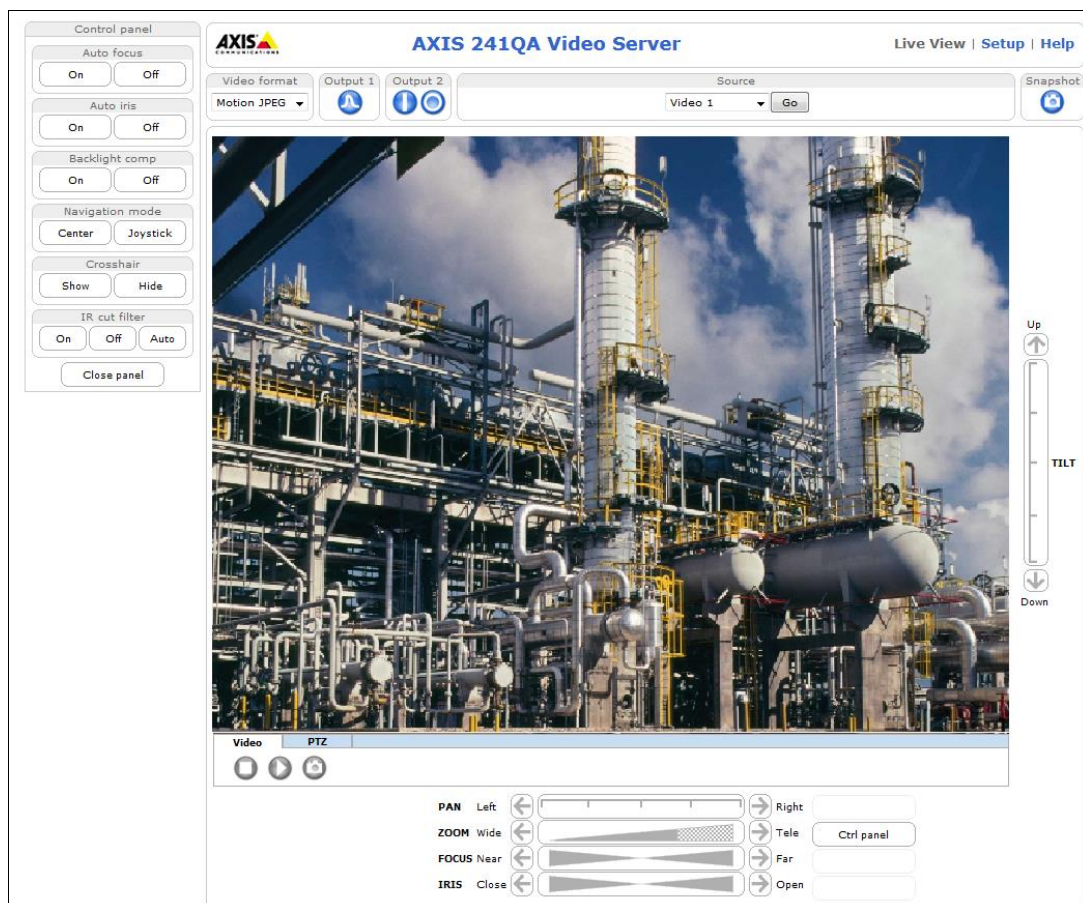 Control panel
Auto focus
On Off
Auto iris
On Off
Backlight comp
On Off
Navigation mode
Center Joystick
Crosshair
Show Hide
IR cut filter
On Off Auto
Close panel
AXIS
COMMUNICATIONS
AXIS 241QA Video Server
Live View | Setup | Help
Video format
Motion JPEG
Output 1
Output 2
Source
Video 1 Go
Snapshot
Up
TILT
Down
Video PTZ
PAN Left Right
ZOOM Wide Tele Ctrl panel
FOCUS Near Far
IRIS Close Open